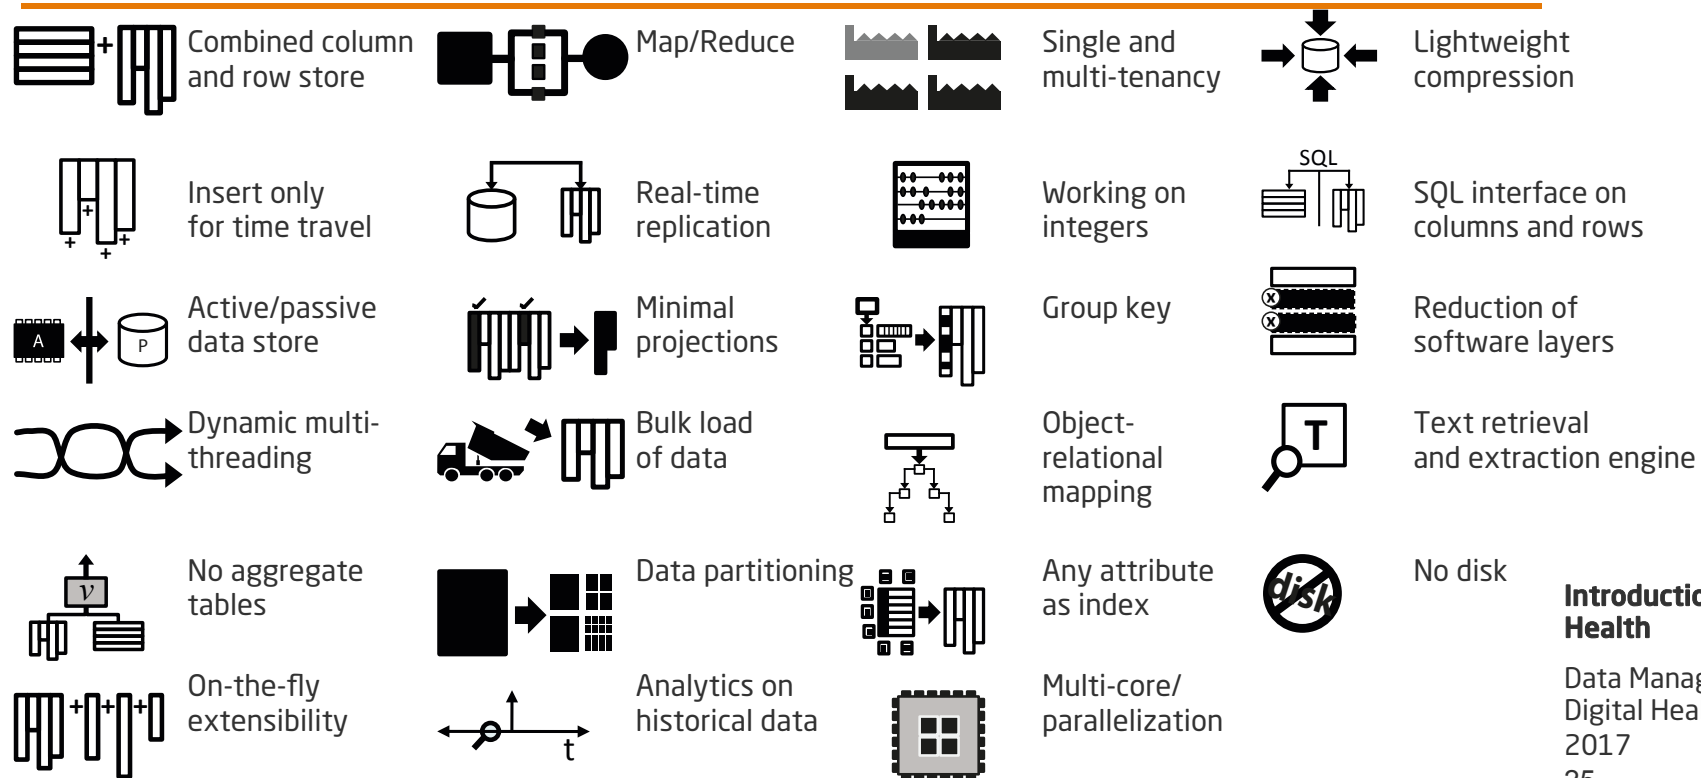 Combined column
and row store
Map/Reduce
Single and
multi-tenancy
Lightweight
compression
Insert only
for time travel
Real-time
replication
Working on
integers
SQL
SQL interface on
columns and rows
A
P
Active/passive
data store
Minimal
projections
Group key
X
X
Reduction of
software layers
Dynamic multi-
threading
Bulk load
of data
Object-
relational
mapping
T
Text retrieval
and extraction engine
v
No aggregate
tables
Data partitioning
Any attribute
as index
disk
No disk
On-the-fly
extensibility
t
Analytics on
historical data
Multi-core/
parallelization
Health
Data
Digital
2017